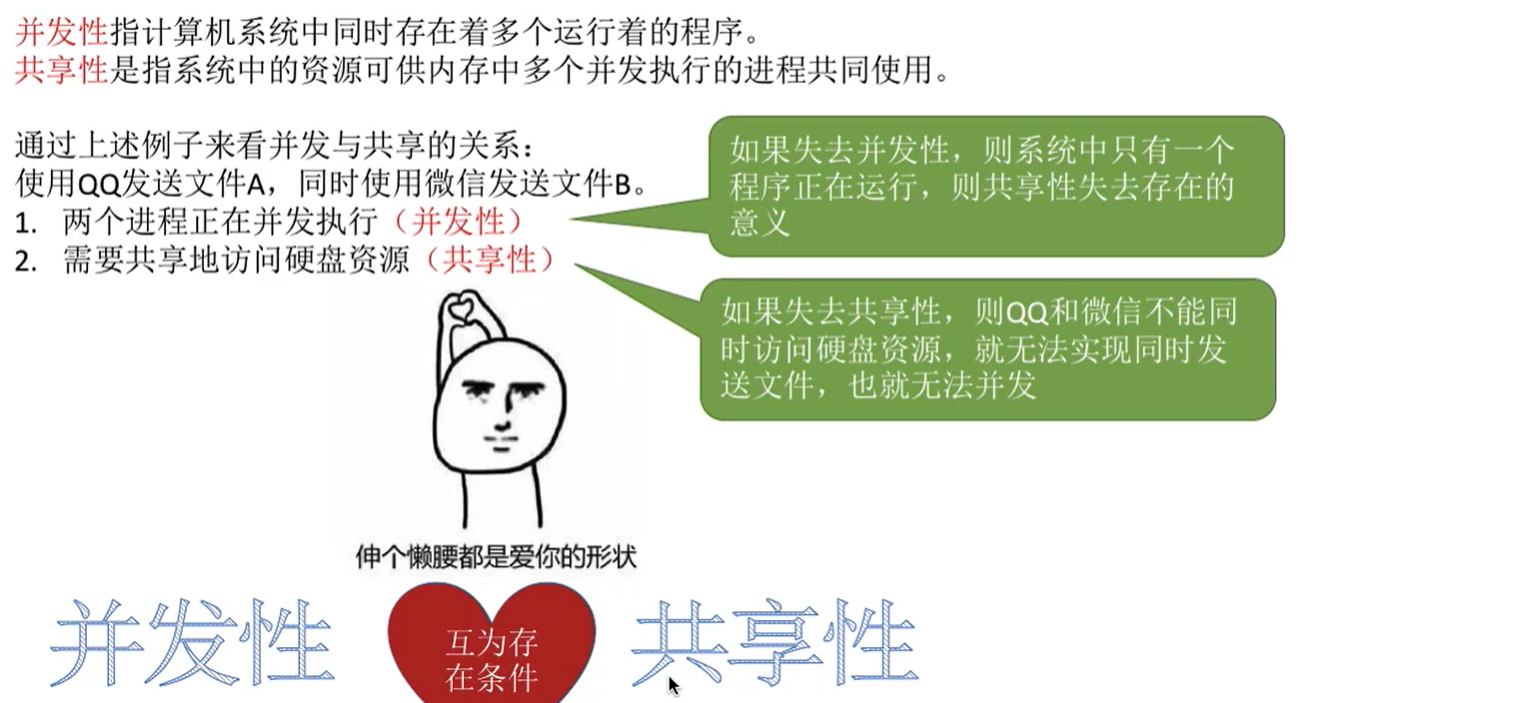 并发性指计算机系统中同时存在着多个运行着的程序。
共享性是指系统中的资源可供内存中多个并发执行的进程共同使用。
通过上述例子来看并发与共享的关系：
使用QQ发送文件A，同时使用微信发送文件B。
1. 两个进程正在并发执行（并发性）
2. 需要共享地访问硬盘资源（共享性）
如果失去并发性，则系统中只有一个
程序正在运行，则共享性失去存在的
意义
如果失去共享性，则QQ和微信不能同
时访问硬盘资源，就无法实现同时发
送文件，也就无法并发
伸个懒腰都是爱你的形状
并发性
互为存
在条件
共享性